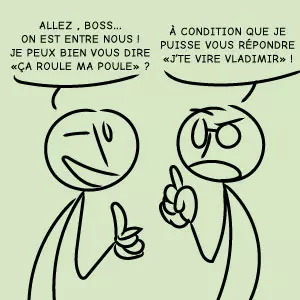 ALLEZ , BOSS...
ON EST ENTRE NOUS !
JE PEUX BIEN VOUS DIRE
«ÇA ROULE MA POULE» ?
À CONDITION QUE JE
PUISSE VOUS RÉPONDRE
«J'TE VIRE VLADIMIR» !